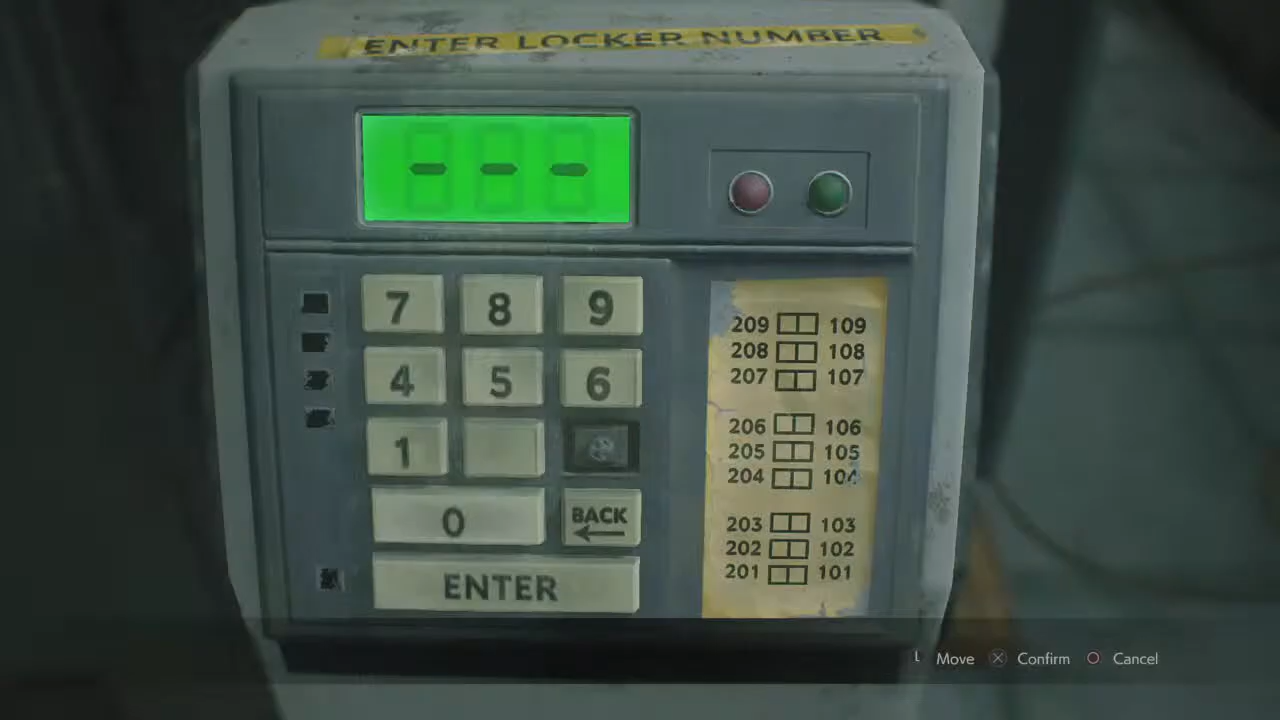 ENTER LOCKER NUMBER
7 8 9
4 5 6
1
0 BACK
ENTER
209 109
208 108
207 107
206 106
205 105
204 104
203 103
202 102
201 101
L Move Confirm Cancel